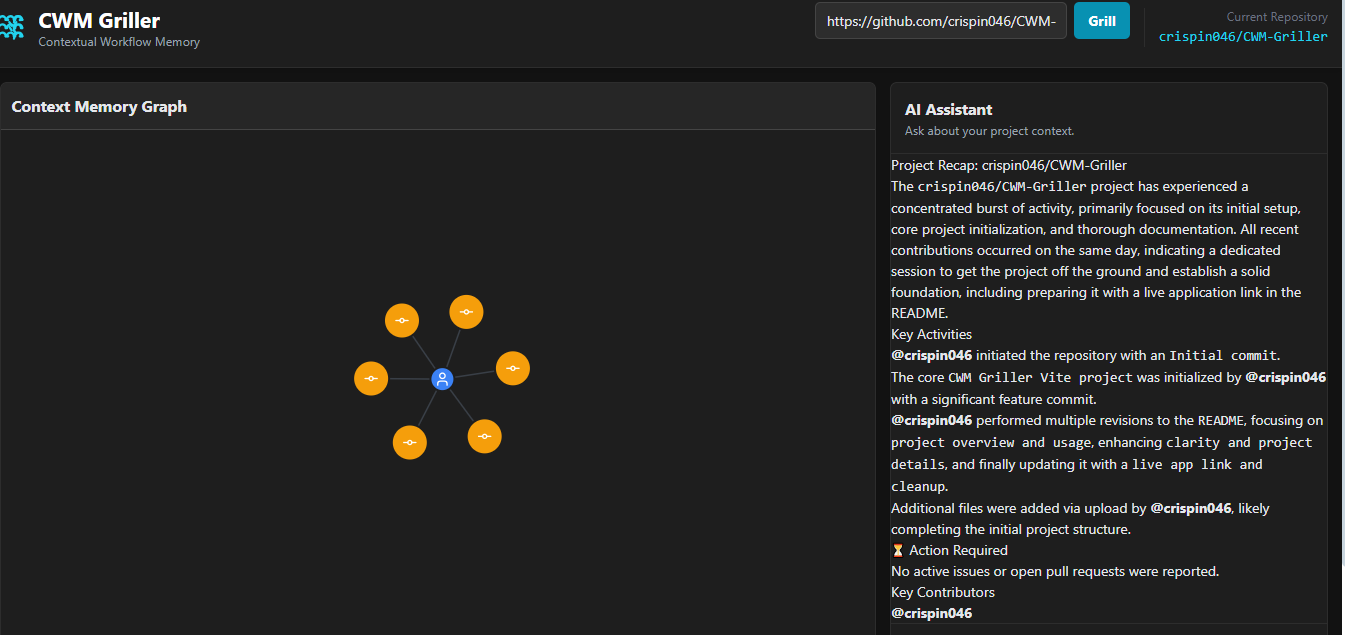 CWM Griller
Contextual Workflow Memory
https://github.com/crispin046/CWM-
Grill
Current Repository
crispin046/CWM-Griller
Context Memory Graph
AI Assistant
Ask about your project context.
Project Recap: crispin046/CWM-Griller
The crispin046/CWM-Griller project has experienced a
concentrated burst of activity, primarily focused on its initial setup,
core project initialization, and thorough documentation. All recent
contributions occurred on the same day, indicating a dedicated
session to get the project off the ground and establish a solid
foundation, including preparing it with a live application link in the
README.
Key Activities
@crispin046 initiated the repository with an Initial commit.
The core CWM Griller Vite project was initialized by @crispin046
with a significant feature commit.
@crispin046 performed multiple revisions to the README, focusing on
project overview and usage, enhancing clarity and project
details, and finally updating it with a live app link and
cleanup.
Additional files were added via upload by @crispin046, likely
completing the initial project structure.
⏳ Action Required
No active issues or open pull requests were reported.
Key Contributors
@crispin046